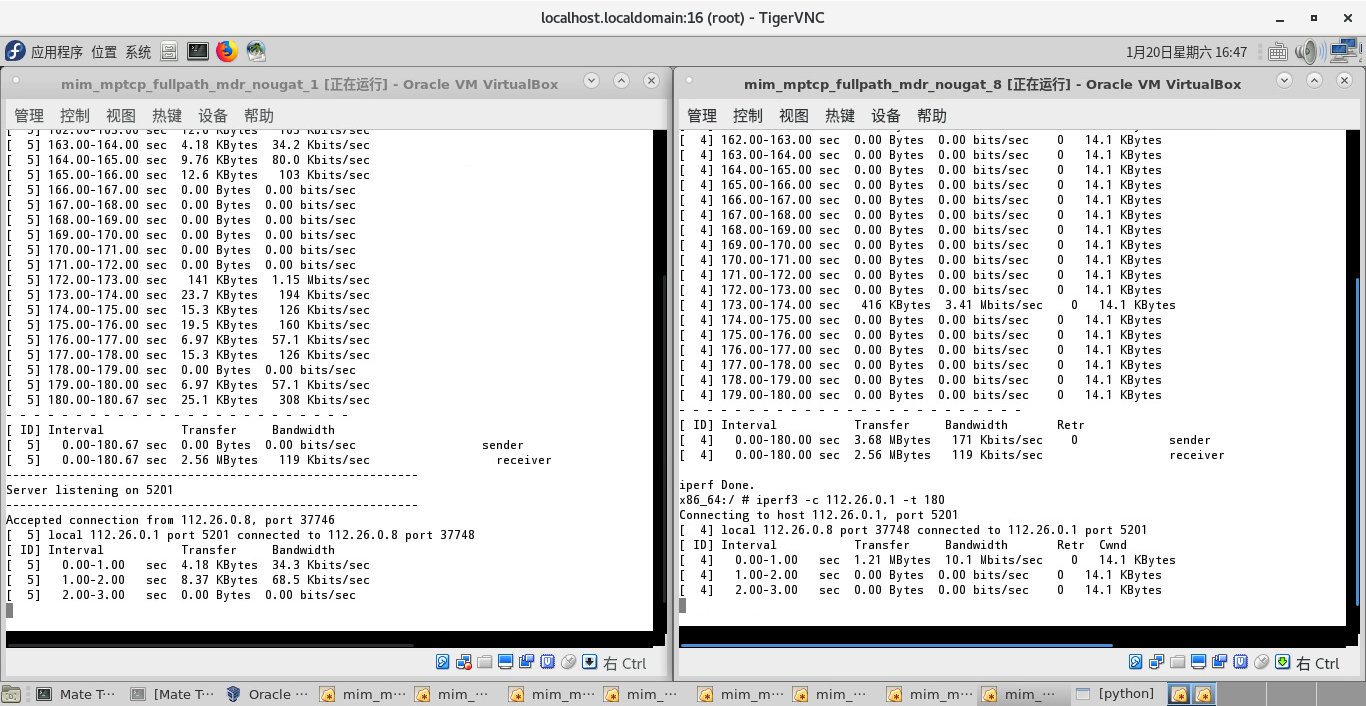 localhost.localdomain:16 (root) - TigerVNC
应用程序 位置 系统
1月20日星期六 16:47
mim_mptcp_fullpath_mdr_nougat_1 [正在运行] - Oracle VM VirtualBox
管理 控制 视图 热键 设备 帮助
[  5] 162.00-163.00 sec  12.6 KBytes   103 Kbits/sec
[  5] 163.00-164.00 sec  4.18 KBytes  34.2 Kbits/sec
[  5] 164.00-165.00 sec  9.76 KBytes  80.0 Kbits/sec
[  5] 165.00-166.00 sec  12.6 KBytes   103 Kbits/sec
[  5] 166.00-167.00 sec  0.00 Bytes  0.00 bits/sec
[  5] 167.00-168.00 sec  0.00 Bytes  0.00 bits/sec
[  5] 168.00-169.00 sec  0.00 Bytes  0.00 bits/sec
[  5] 169.00-170.00 sec  0.00 Bytes  0.00 bits/sec
[  5] 170.00-171.00 sec  0.00 Bytes  0.00 bits/sec
[  5] 171.00-172.00 sec  0.00 Bytes  0.00 bits/sec
[  5] 172.00-173.00 sec   141 KBytes  1.15 Mbits/sec
[  5] 173.00-174.00 sec  23.7 KBytes   194 Kbits/sec
[  5] 174.00-175.00 sec  15.3 KBytes   126 Kbits/sec
[  5] 175.00-176.00 sec  19.5 KBytes   160 Kbits/sec
[  5] 176.00-177.00 sec  6.97 KBytes  57.1 Kbits/sec
[  5] 177.00-178.00 sec  15.3 KBytes   126 Kbits/sec
[  5] 178.00-179.00 sec  0.00 Bytes  0.00 bits/sec
[  5] 179.00-180.00 sec  6.97 KBytes  57.1 Kbits/sec
[  5] 180.00-180.67 sec  25.1 KBytes   308 Kbits/sec
- - - - - - - - - - - - - - - - - - - - - - - - -
[ ID] Interval           Transfer     Bandwidth
[  5]   0.00-180.67 sec  0.00 Bytes  0.00 bits/sec                  sender
[  5]   0.00-180.67 sec  2.56 MBytes   119 Kbits/sec                  receiver
-----------------------------------------------------------
Server listening on 5201
-----------------------------------------------------------
Accepted connection from 112.26.0.8, port 37746
[  5] local 112.26.0.1 port 5201 connected to 112.26.0.8 port 37748
[ ID] Interval           Transfer     Bandwidth
[  5]   0.00-1.00   sec  4.18 KBytes  34.3 Kbits/sec
[  5]   1.00-2.00   sec  8.37 KBytes  68.5 Kbits/sec
[  5]   2.00-3.00   sec  0.00 Bytes  0.00 bits/sec
右 Ctrl
mim_mptcp_fullpath_mdr_nougat_8 [正在运行] - Oracle VM VirtualBox
管理 控制 视图 热键 设备 帮助
[  4] 162.00-163.00 sec  0.00 Bytes  0.00 bits/sec    0   14.1 KBytes
[  4] 163.00-164.00 sec  0.00 Bytes  0.00 bits/sec    0   14.1 KBytes
[  4] 164.00-165.00 sec  0.00 Bytes  0.00 bits/sec    0   14.1 KBytes
[  4] 165.00-166.00 sec  0.00 Bytes  0.00 bits/sec    0   14.1 KBytes
[  4] 166.00-167.00 sec  0.00 Bytes  0.00 bits/sec    0   14.1 KBytes
[  4] 167.00-168.00 sec  0.00 Bytes  0.00 bits/sec    0   14.1 KBytes
[  4] 168.00-169.00 sec  0.00 Bytes  0.00 bits/sec    0   14.1 KBytes
[  4] 169.00-170.00 sec  0.00 Bytes  0.00 bits/sec    0   14.1 KBytes
[  4] 170.00-171.00 sec  0.00 Bytes  0.00 bits/sec    0   14.1 KBytes
[  4] 171.00-172.00 sec  0.00 Bytes  0.00 bits/sec    0   14.1 KBytes
[  4] 172.00-173.00 sec  0.00 Bytes  0.00 bits/sec    0   14.1 KBytes
[  4] 173.00-174.00 sec   416 KBytes  3.41 Mbits/sec    0   14.1 KBytes
[  4] 174.00-175.00 sec  0.00 Bytes  0.00 bits/sec    0   14.1 KBytes
[  4] 175.00-176.00 sec  0.00 Bytes  0.00 bits/sec    0   14.1 KBytes
[  4] 176.00-177.00 sec  0.00 Bytes  0.00 bits/sec    0   14.1 KBytes
[  4] 177.00-178.00 sec  0.00 Bytes  0.00 bits/sec    0   14.1 KBytes
[  4] 178.00-179.00 sec  0.00 Bytes  0.00 bits/sec    0   14.1 KBytes
[  4] 179.00-180.00 sec  0.00 Bytes  0.00 bits/sec    0   14.1 KBytes
- - - - - - - - - - - - - - - - - - - - - - - - -
[ ID] Interval           Transfer     Bandwidth       Retr
[  4]   0.00-180.00 sec  3.68 MBytes   171 Kbits/sec    0             sender
[  4]   0.00-180.00 sec  2.56 MBytes   119 Kbits/sec                  receiver
iperf Done.
x86_64:/ # iperf3 -c 112.26.0.1 -t 180
Connecting to host 112.26.0.1, port 5201
[  4] local 112.26.0.8 port 37748 connected to 112.26.0.1 port 5201
[ ID] Interval           Transfer     Bandwidth       Retr  Cwnd
[  4]   0.00-1.00   sec  1.21 MBytes  10.1 Mbits/sec    0   14.1 KBytes
[  4]   1.00-2.00   sec  0.00 Bytes  0.00 bits/sec    0   14.1 KBytes
[  4]   2.00-3.00   sec  0.00 Bytes  0.00 bits/sec    0   14.1 KBytes
右 Ctrl
Mate T··· [Mate T··· Oracle ··· mim_m··· mim_ ··· mim_m··· mim_ ··· mim_m··· mim_ ··· mim_m··· mim_ ··· [python]